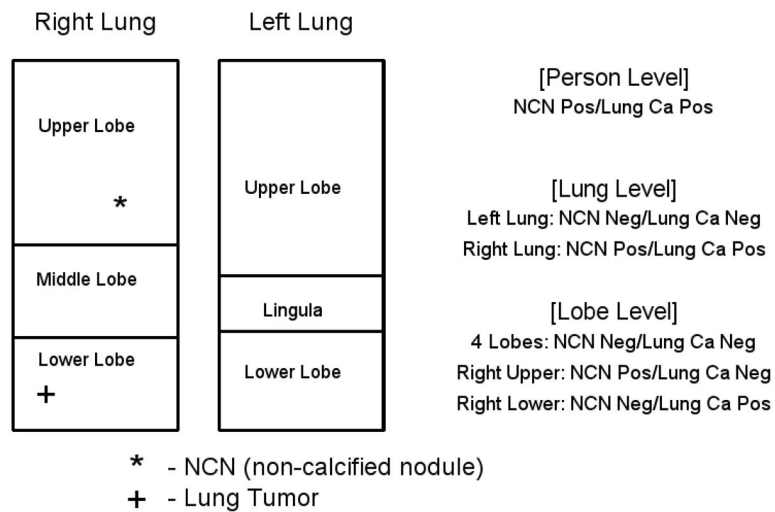 Right Lung
Left Lung
Upper Lobe
*
Middle Lobe
Lower Lobe
+
Upper Lobe
Lingula
Lower Lobe
[Person Level]
NCN Pos/Lung Ca Pos
[Lung Level]
Left Lung: NCN Neg/Lung Ca Neg
Right Lung: NCN Pos/Lung Ca Pos
[Lobe Level]
4 Lobes: NCN Neg/Lung Ca Neg
Right Upper: NCN Pos/Lung Ca Neg
Right Lower: NCN Neg/Lung Ca Pos
* - NCN (non-calcified nodule)
+ - Lung Tumor